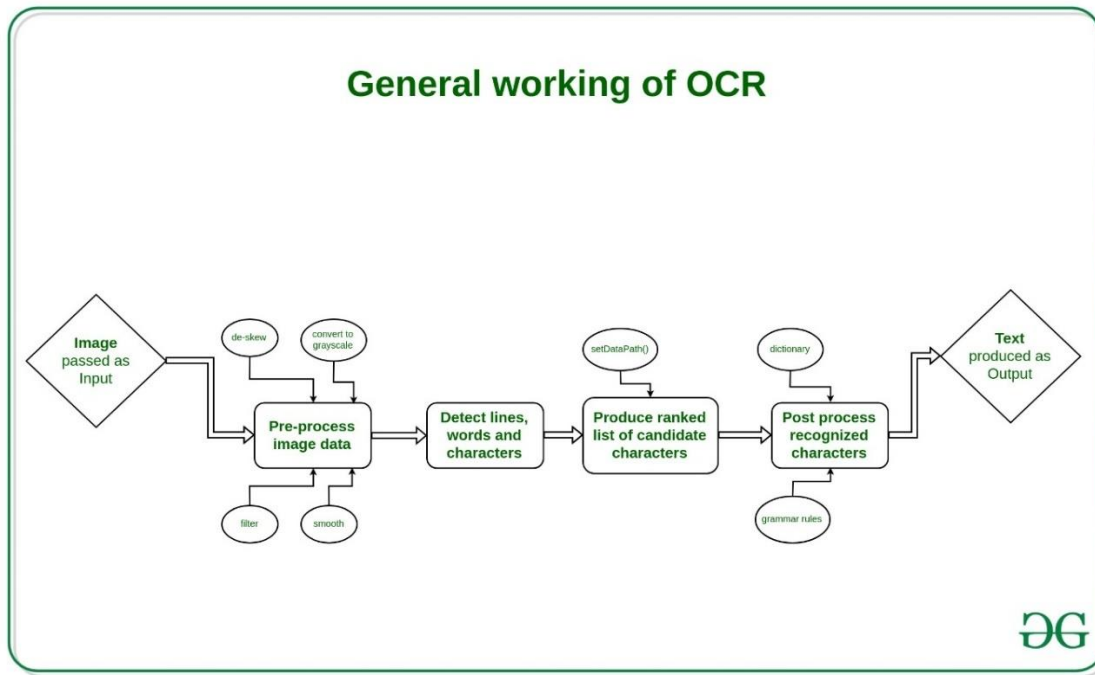 General working of OCR
Image
passed as
Input
de-skew
convert to
grayscale
Pre-process
image data
filter
smooth
Detect lines,
words and
characters
setDataPath()
Produce ranked
list of candidate
characters
dictionary
Post process
recognized
characters
grammar rules
Text
produced as
Output